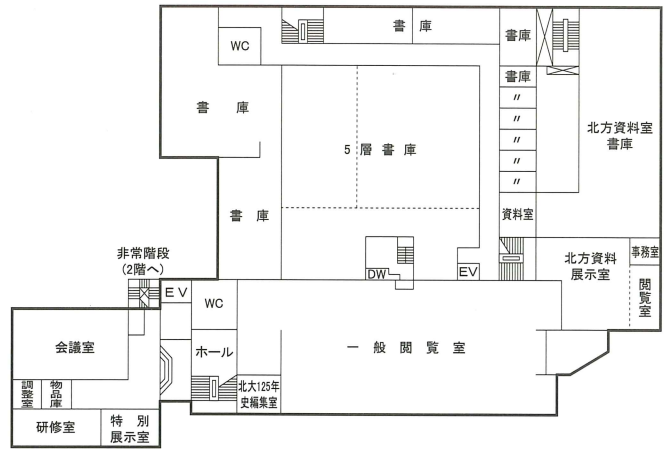 書庫
書庫
WC
書庫
北方資料室
書庫
書庫
〃
〃
〃
〃
〃
5層書庫
書庫
資料室
非常階段
(2階へ)
DW
EV
北方資料
展示室
事務室
閲覧室
EV
WC
会議室
ホール
一般閲覧室
調整室
物品庫
北大125年
史編集室
研修室
特別
展示室